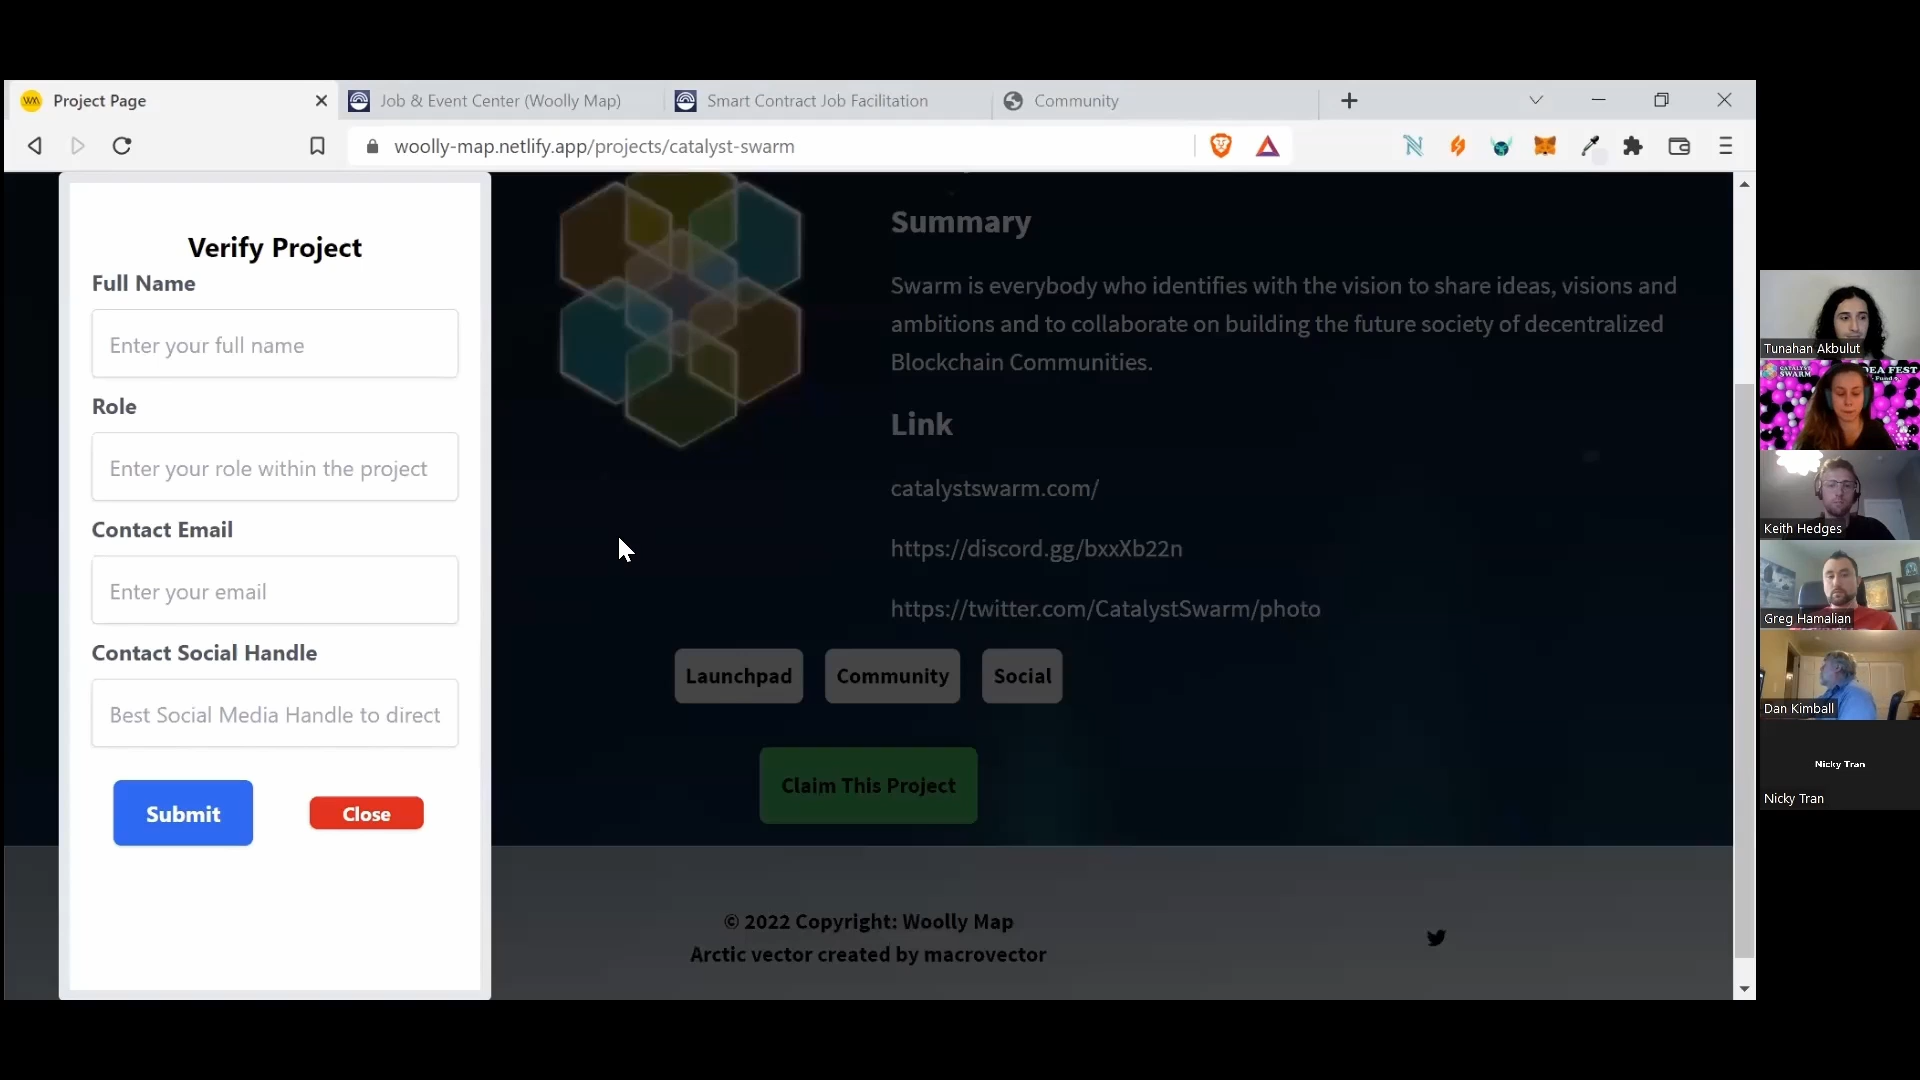 Project Page
Job & Event Center (Woolly Map)
Smart Contract Job Facilitation
Community
woolly-map.netlify.app/projects/catalyst-swarm
Verify Project
Full Name
Enter your full name
Role
Enter your role within the project
Contact Email
Enter your email
Contact Social Handle
Best Social Media Handle to direct
Submit
Close
Summary
Swarm is everybody who identifies with the vision to share ideas, visions and
ambitions and to collaborate on building the future society of decentralized
Blockchain Communities.
Link
catalystswarm.com/
https://discord.gg/bxxXb22n
https://twitter.com/CatalystSwarm/photo
Launchpad
Community
Social
Claim This Project
© 2022 Copyright: Woolly Map
Arctic vector created by macrovector
Tunahan Akbulut
CATALYST
SWARM
Keith Hedges
Greg Hamalian
Dan Kimball
Nicky Tran
Nicky Tran